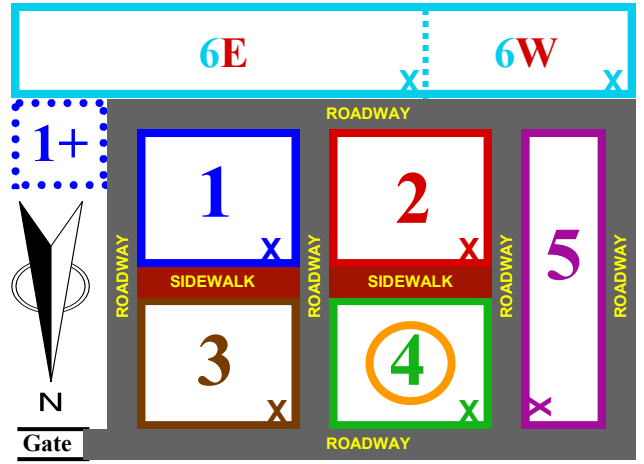 6E
6W
X
X
ROADWAY
1+
1
2
5
X
X
ROADWAY
ROADWAY
ROADWAY
ROADWAY
SIDEWALK
SIDEWALK
3
4
N
X
X
X
Gate
ROADWAY